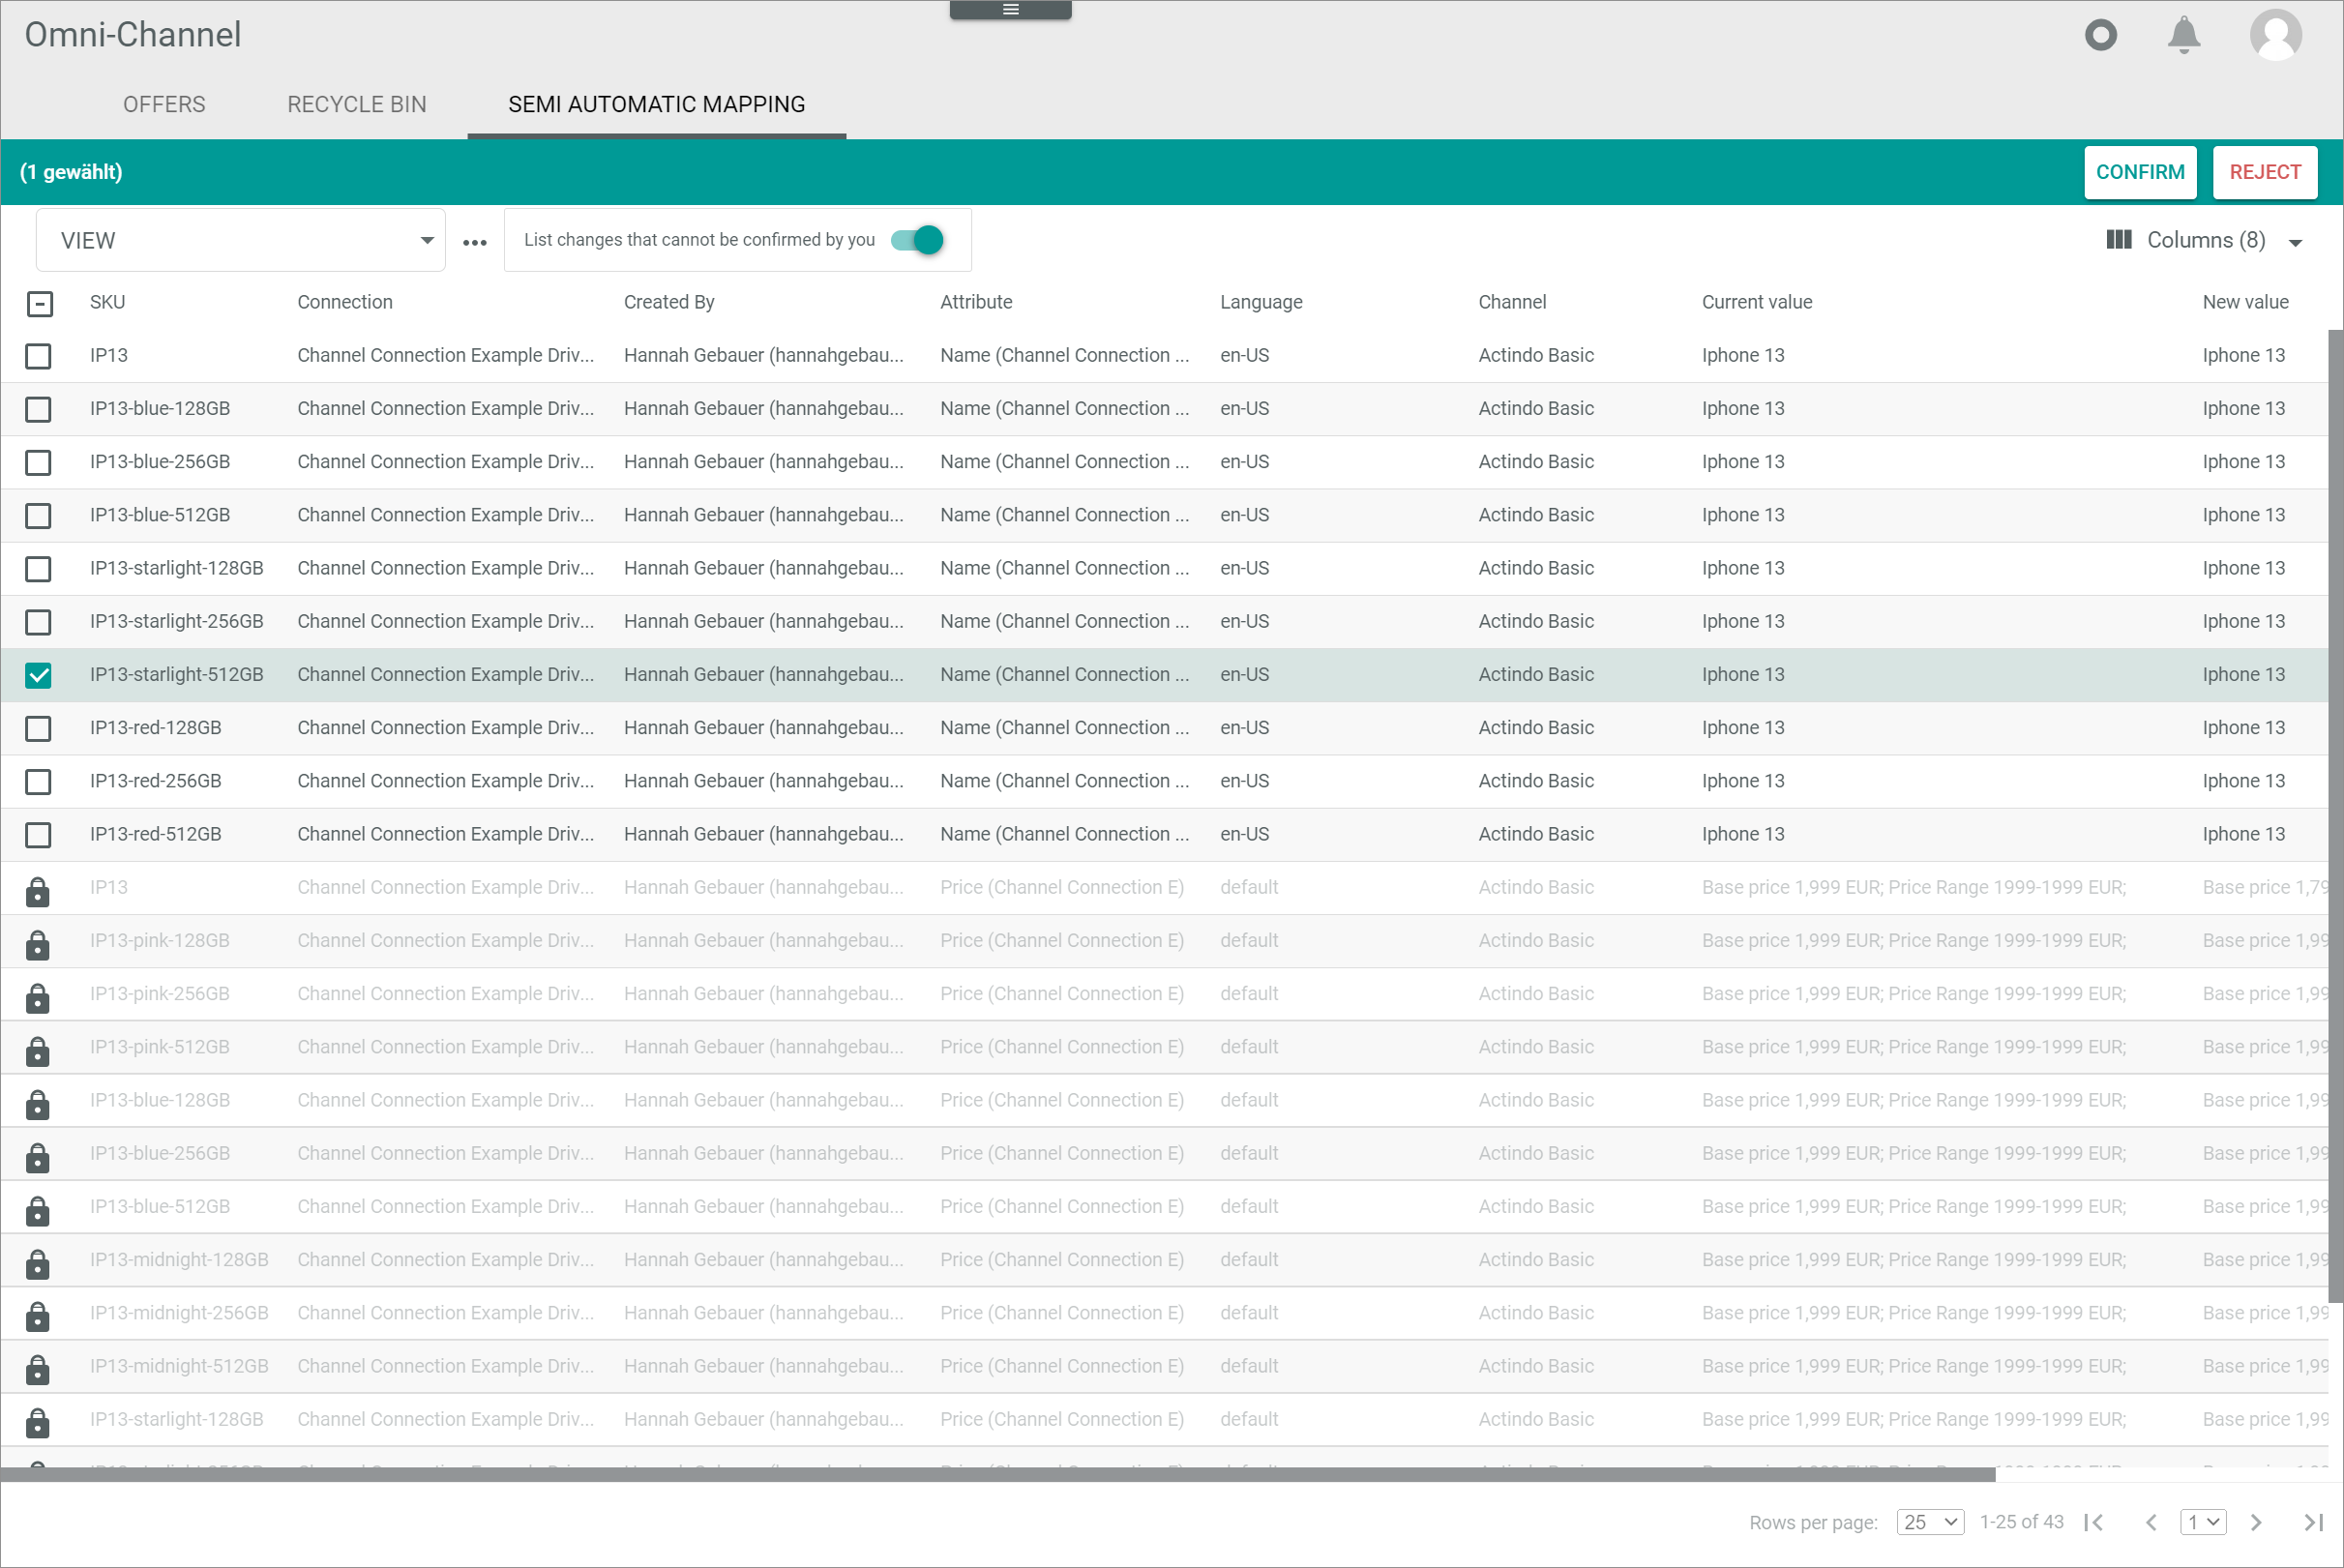 Omni-Channel
OFFERS RECYCLE BIN SEMI AUTOMATIC MAPPING
(1 gewählt) CONFIRM REJECT
VIEW ... List changes that cannot be confirmed by you Columns (8)
SKU Connection Created By Attribute Language Channel Current value New value
IP13 Channel Connection Example Driv... Hannah Gebauer (hannahgebau... Name (Channel Connection ... en-US Actindo Basic Iphone 13 Iphone 13
IP13-blue-128GB Channel Connection Example Driv... Hannah Gebauer (hannahgebau... Name (Channel Connection ... en-US Actindo Basic Iphone 13 Iphone 13
IP13-blue-256GB Channel Connection Example Driv... Hannah Gebauer (hannahgebau... Name (Channel Connection ... en-US Actindo Basic Iphone 13 Iphone 13
IP13-blue-512GB Channel Connection Example Driv... Hannah Gebauer (hannahgebau... Name (Channel Connection ... en-US Actindo Basic Iphone 13 Iphone 13
IP13-starlight-128GB Channel Connection Example Driv... Hannah Gebauer (hannahgebau... Name (Channel Connection ... en-US Actindo Basic Iphone 13 Iphone 13
IP13-starlight-256GB Channel Connection Example Driv... Hannah Gebauer (hannahgebau... Name (Channel Connection ... en-US Actindo Basic Iphone 13 Iphone 13
IP13-starlight-512GB Channel Connection Example Driv... Hannah Gebauer (hannahgebau... Name (Channel Connection ... en-US Actindo Basic Iphone 13 Iphone 13
IP13-red-128GB Channel Connection Example Driv... Hannah Gebauer (hannahgebau... Name (Channel Connection ... en-US Actindo Basic Iphone 13 Iphone 13
IP13-red-256GB Channel Connection Example Driv... Hannah Gebauer (hannahgebau... Name (Channel Connection ... en-US Actindo Basic Iphone 13 Iphone 13
IP13-red-512GB Channel Connection Example Driv... Hannah Gebauer (hannahgebau... Name (Channel Connection ... en-US Actindo Basic Iphone 13 Iphone 13
IP13 Channel Connection Example Driv... Hannah Gebauer (hannahgebau... Price (Channel Connection E) default Actindo Basic Base price 1,999 EUR; Price Range 1999-1999 EUR; Base price 1,79
IP13-pink-128GB Channel Connection Example Driv... Hannah Gebauer (hannahgebau... Price (Channel Connection E) default Actindo Basic Base price 1,999 EUR; Price Range 1999-1999 EUR; Base price 1,99
IP13-pink-256GB Channel Connection Example Driv... Hannah Gebauer (hannahgebau... Price (Channel Connection E) default Actindo Basic Base price 1,999 EUR; Price Range 1999-1999 EUR; Base price 1,99
IP13-pink-512GB Channel Connection Example Driv... Hannah Gebauer (hannahgebau... Price (Channel Connection E) default Actindo Basic Base price 1,999 EUR; Price Range 1999-1999 EUR; Base price 1,99
IP13-blue-128GB Channel Connection Example Driv... Hannah Gebauer (hannahgebau... Price (Channel Connection E) default Actindo Basic Base price 1,999 EUR; Price Range 1999-1999 EUR; Base price 1,99
IP13-blue-256GB Channel Connection Example Driv... Hannah Gebauer (hannahgebau... Price (Channel Connection E) default Actindo Basic Base price 1,999 EUR; Price Range 1999-1999 EUR; Base price 1,99
IP13-blue-512GB Channel Connection Example Driv... Hannah Gebauer (hannahgebau... Price (Channel Connection E) default Actindo Basic Base price 1,999 EUR; Price Range 1999-1999 EUR; Base price 1,99
IP13-midnight-128GB Channel Connection Example Driv... Hannah Gebauer (hannahgebau... Price (Channel Connection E) default Actindo Basic Base price 1,999 EUR; Price Range 1999-1999 EUR; Base price 1,99
IP13-midnight-256GB Channel Connection Example Driv... Hannah Gebauer (hannahgebau... Price (Channel Connection E) default Actindo Basic Base price 1,999 EUR; Price Range 1999-1999 EUR; Base price 1,99
IP13-midnight-512GB Channel Connection Example Driv... Hannah Gebauer (hannahgebau... Price (Channel Connection E) default Actindo Basic Base price 1,999 EUR; Price Range 1999-1999 EUR; Base price 1,99
IP13-starlight-128GB Channel Connection Example Driv... Hannah Gebauer (hannahgebau... Price (Channel Connection E) default Actindo Basic Base price 1,999 EUR; Price Range 1999-1999 EUR; Base price 1,99
Rows per page: 25 1-25 of 43 1